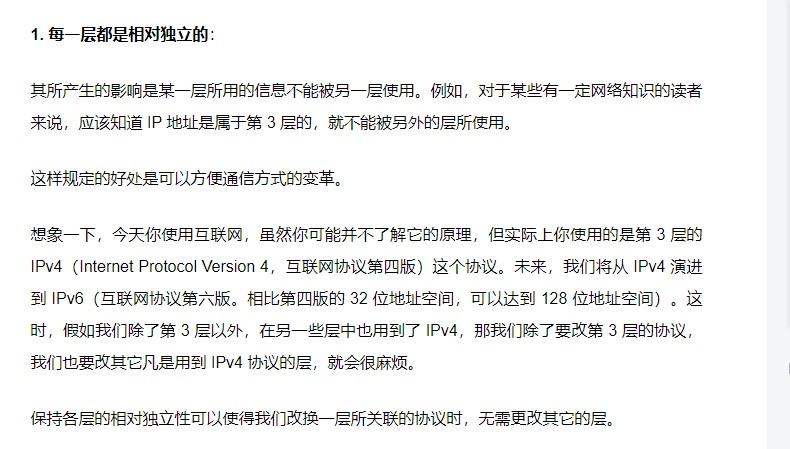 1. 每一层都是相对独立的：
其所产生的影响是某一层所用的信息不能被另一层使用。例如，对于某些有一定网络知识的读者
来说，应该知道 IP 地址是属于第 3 层的，就不能被另外的层所使用。
这样规定的好处是可以方便通信方式的变革。
想象一下，今天你使用互联网，虽然你可能并不了解它的原理，但实际上你使用的是第 3 层的
IPv4（Internet Protocol Version 4，互联网协议第四版）这个协议。未来，我们将从 IPv4 演进
到 IPv6（互联网协议第六版。相比第四版的 32 位地址空间，可以达到 128 位地址空间）。这
时，假如我们除了第 3 层以外，在另一些层中也用到了 IPv4，那我们除了要改第 3 层的协议，
我们也要改其它凡是用到 IPv4 协议的层，就会很麻烦。
保持各层的相对独立性可以使得我们改换一层所关联的协议时，无需更改其它的层。